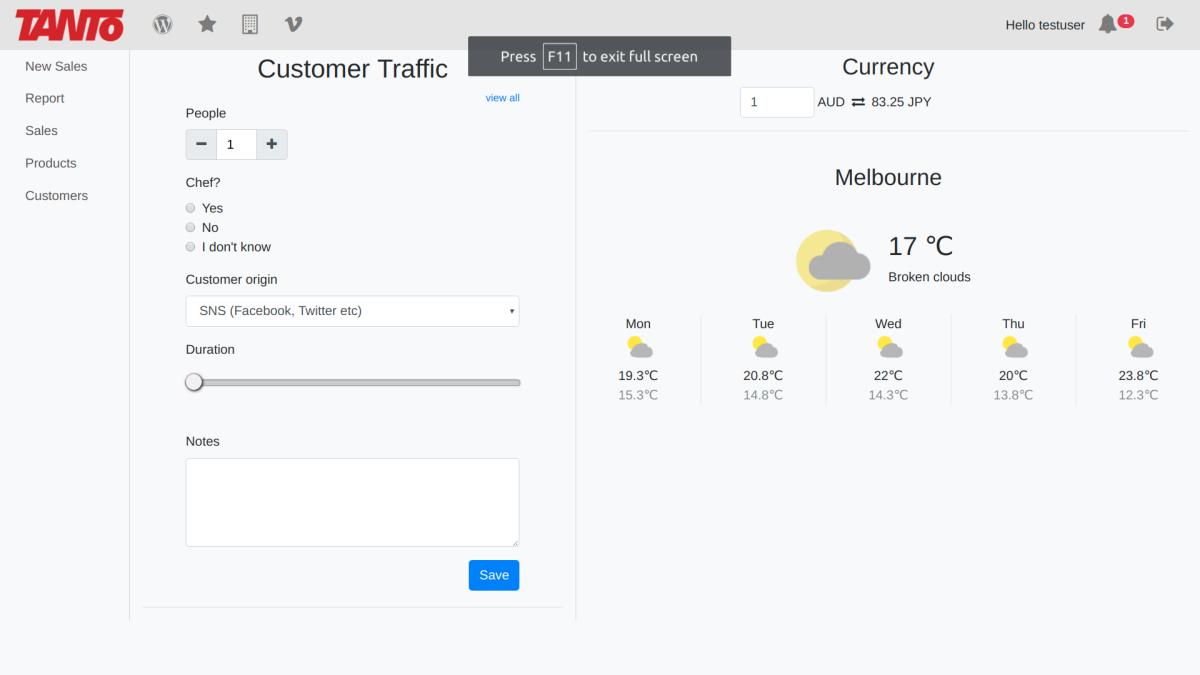 TANTO
Hello testuser
1
Press F11 to exit full screen
New Sales
Report
Sales
Products
Customers
Customer Traffic
view all
People
1
Chef?
Yes
No
I don't know
Customer origin
SNS (Facebook, Twitter etc)
Duration
Notes
Save
Currency
1 AUD ⇄ 83.25 JPY
Melbourne
17 ℃
Broken clouds
Mon Tue Wed Thu Fri
19.3℃ 20.8℃ 22℃ 20℃ 23.8℃
15.3℃ 14.8℃ 14.3℃ 13.8℃ 12.3℃